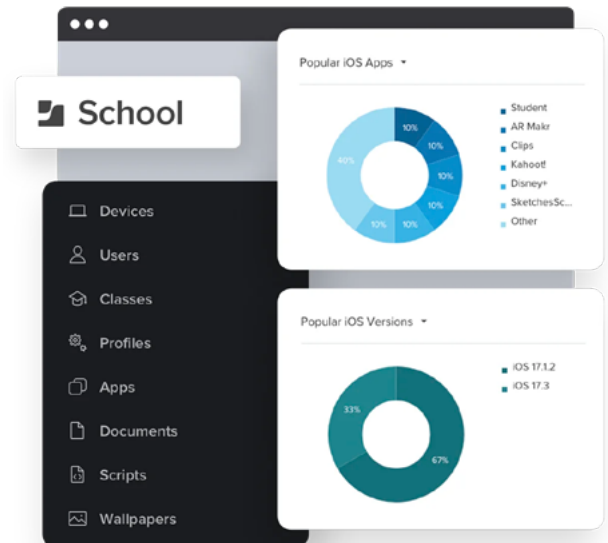 School
Devices
Users
Classes
Profiles
Apps
Documents
Scripts
Wallpapers
Popular iOS Apps
10%
10%
10%
10%
10%
10%
40%
Student
AR Makr
Clips
Kahoot!
Disney+
SketchesSc...
Other
Popular iOS Versions
33%
67%
iOS 17.1.2
iOS 17.3